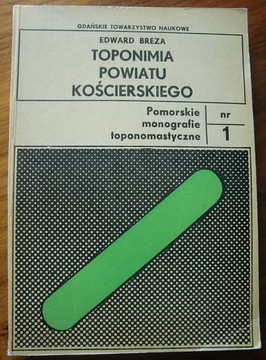 GDAŃSKIE TOWARZYSTWO NAUKOWE
EDWARD BREZA
TOPONIMIA
POWIATU
KOŚCIERSKIEGO
Pomorskie
monografie
toponomastyczne
nr
1